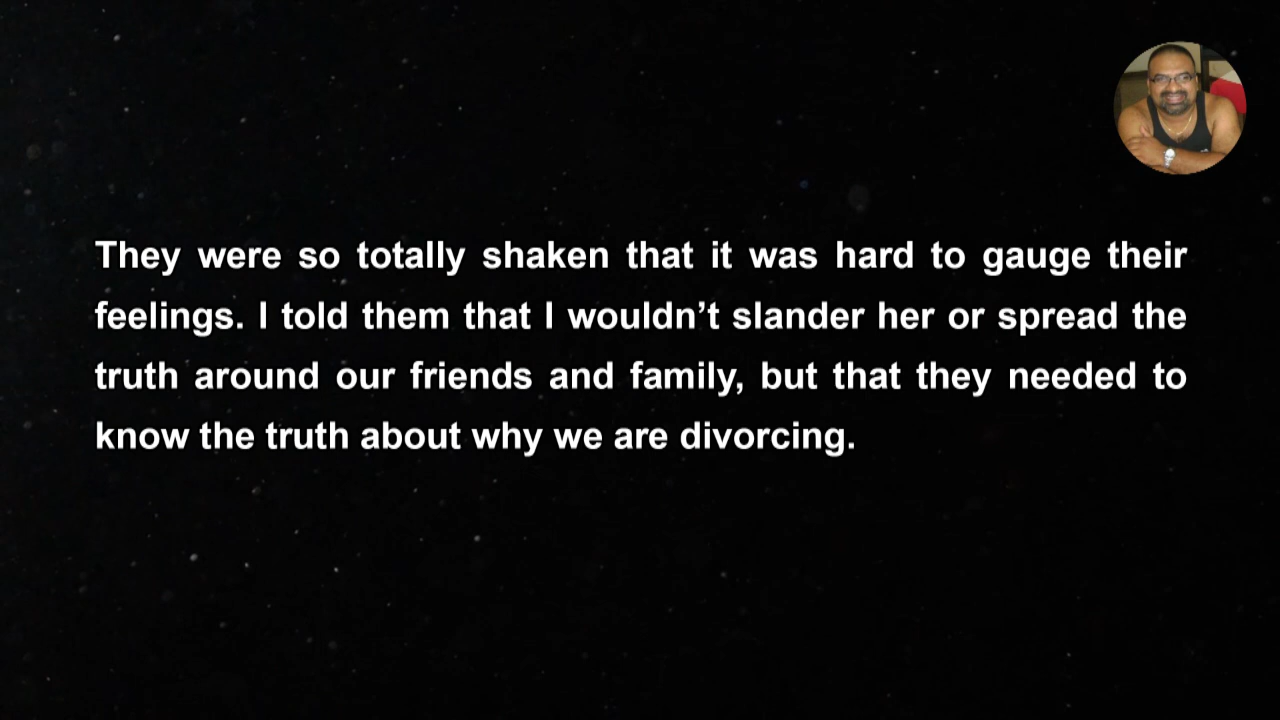 They were so totally shaken that it was hard to gauge their
feelings. I told them that I wouldn’t slander her or spread the
truth around our friends and family, but that they needed to
know the truth about why we are divorcing.